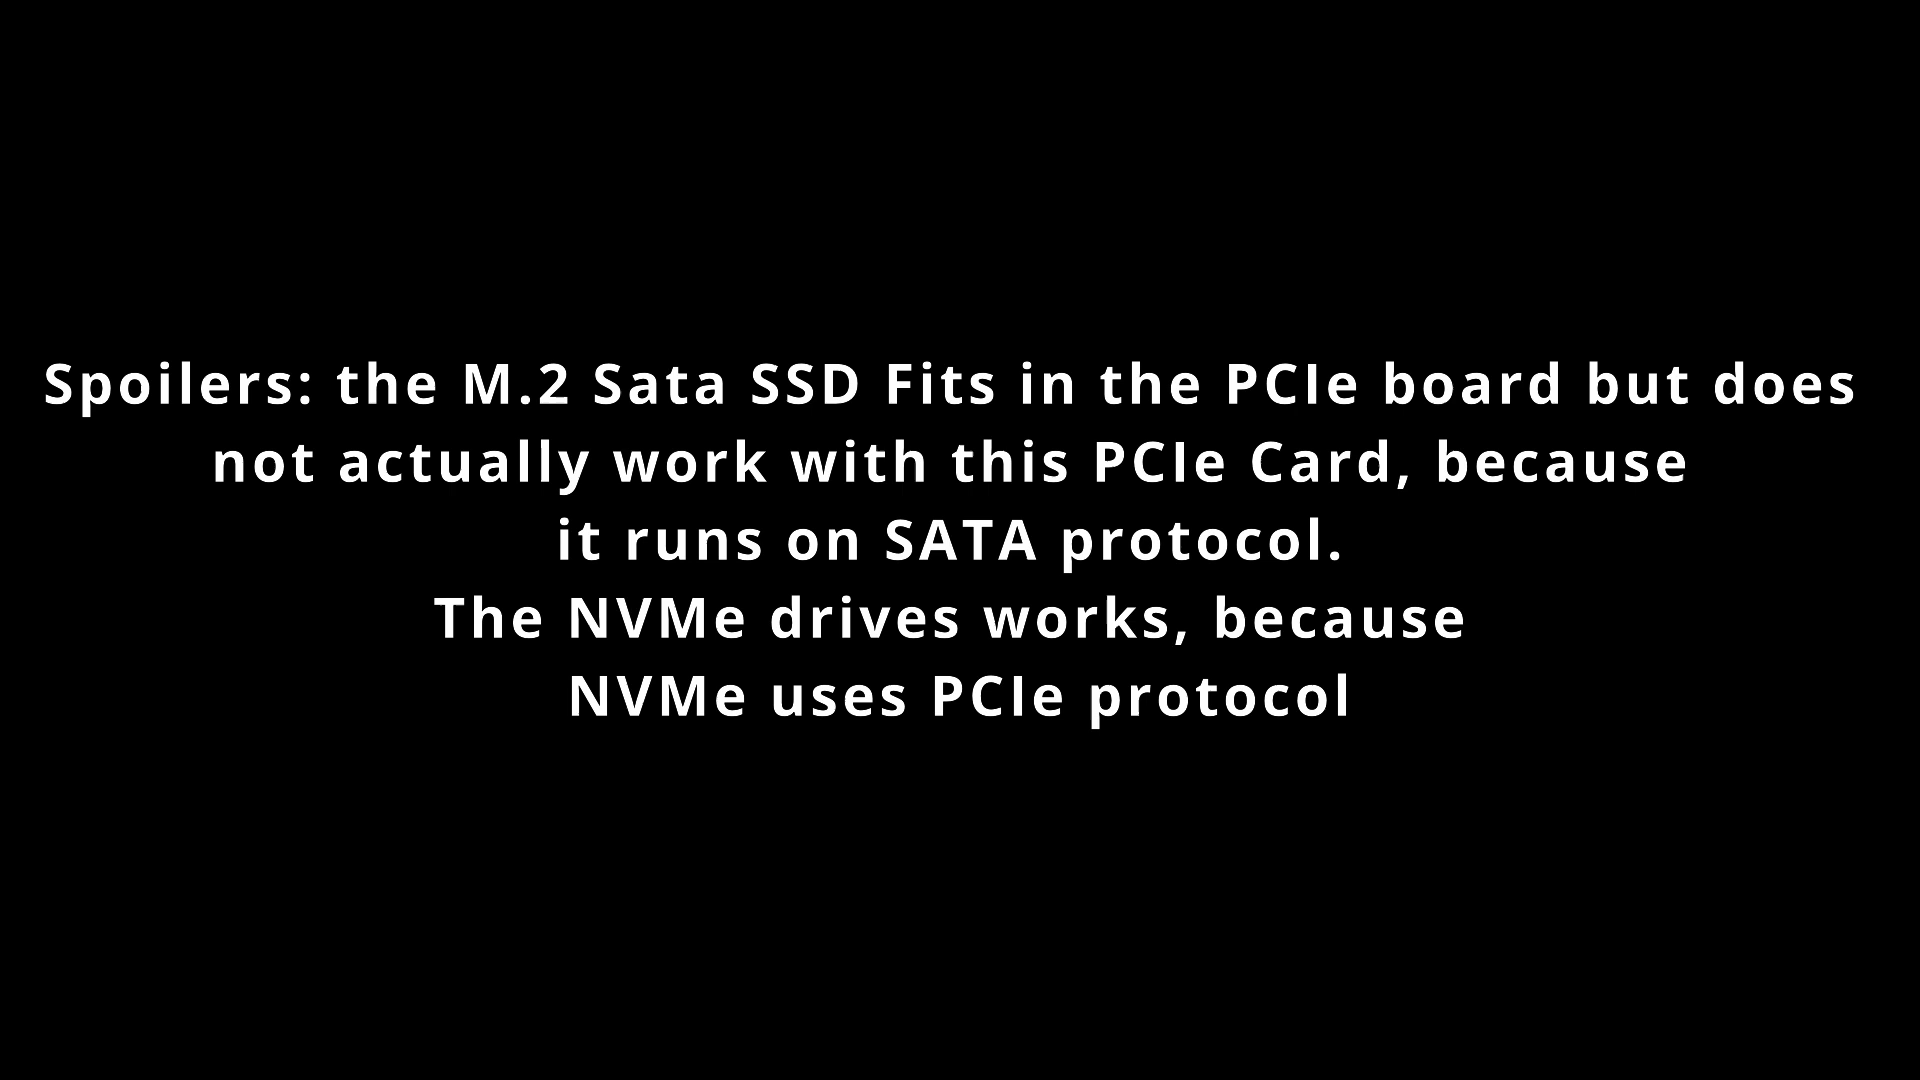 Spoilers: the M.2 Sata SSD Fits in the PCIe board but does
not actually work with this PCIe Card, because
it runs on SATA protocol.
The NVMe drives works, because
NVMe uses PCIe protocol